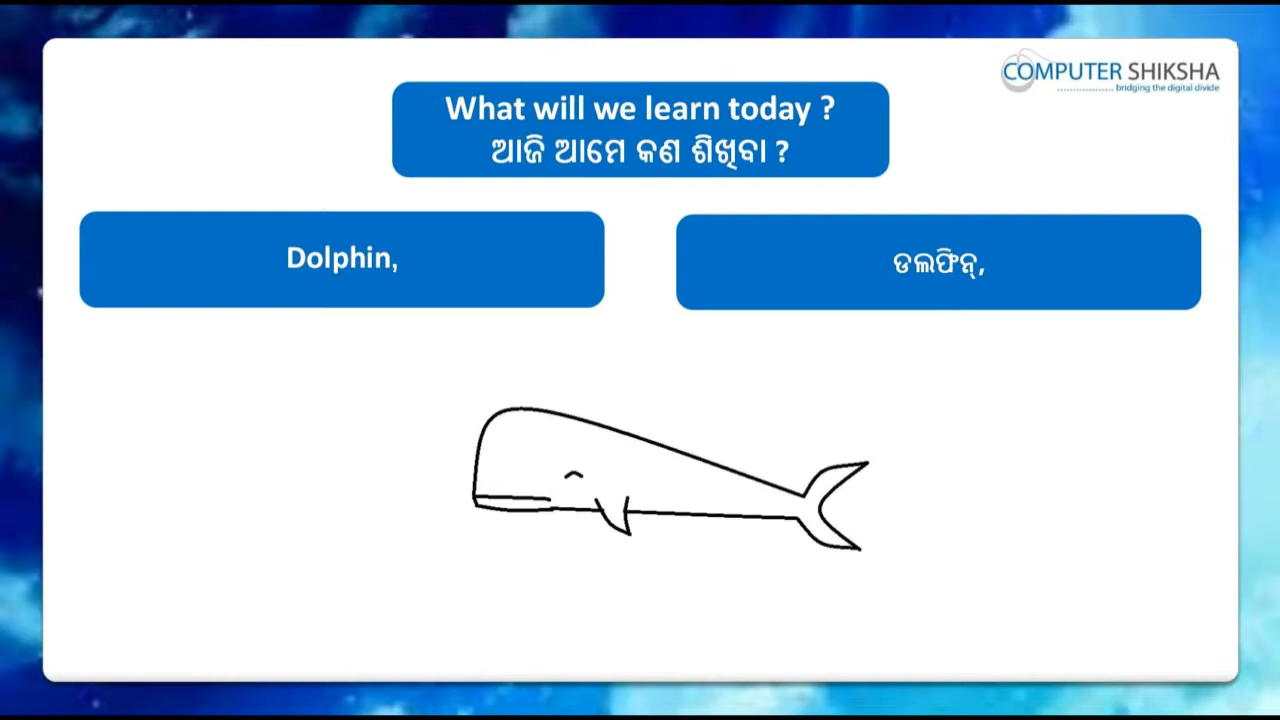 COMPUTER SHIKSHA
bridging the digital divide
What will we learn today ?
ଆଜି ଆମେ କଣ ଶିଖିବା ?
Dolphin,
ଡଲଫିନ୍,